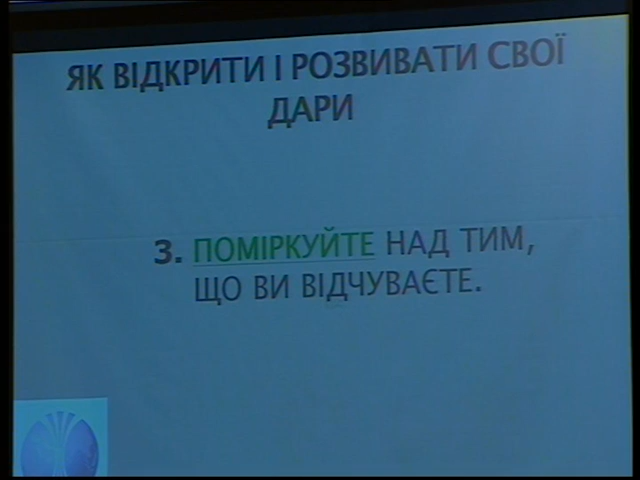 ЯК ВІДКРИТИ І РОЗВИВАТИ СВОЇ
ДАРИ
3. ПОМІРКУЙТЕ НАД ТИМ,
ЩО ВИ ВІДЧУВАЄТЕ.